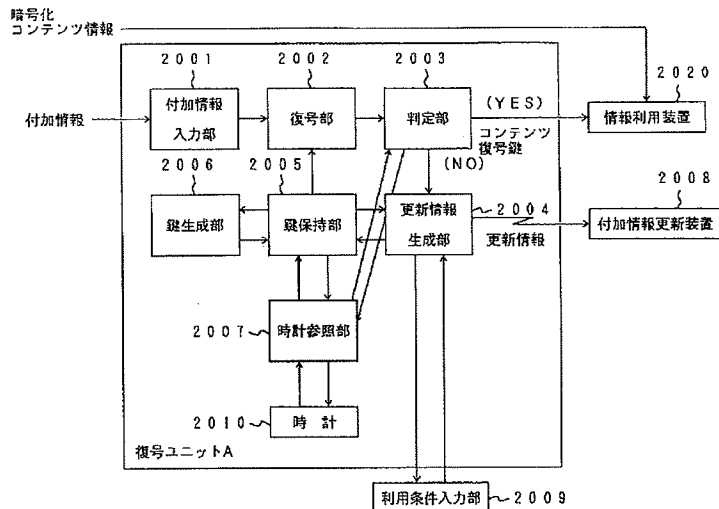 暗号化
コンテンツ情報
2001
2002
2003
2020
付加情報
付加情報
入力部
復号部
判定部
(YES)
情報利用装置
コンテンツ
復号鍵
(NO)
2006
2005
2008
鍵生成部
鍵保持部
更新情報
生成部
2004
更新情報
付加情報更新装置
2007
時計参照部
2010
時 計
復号ユニットA
利用条件入力部
2009